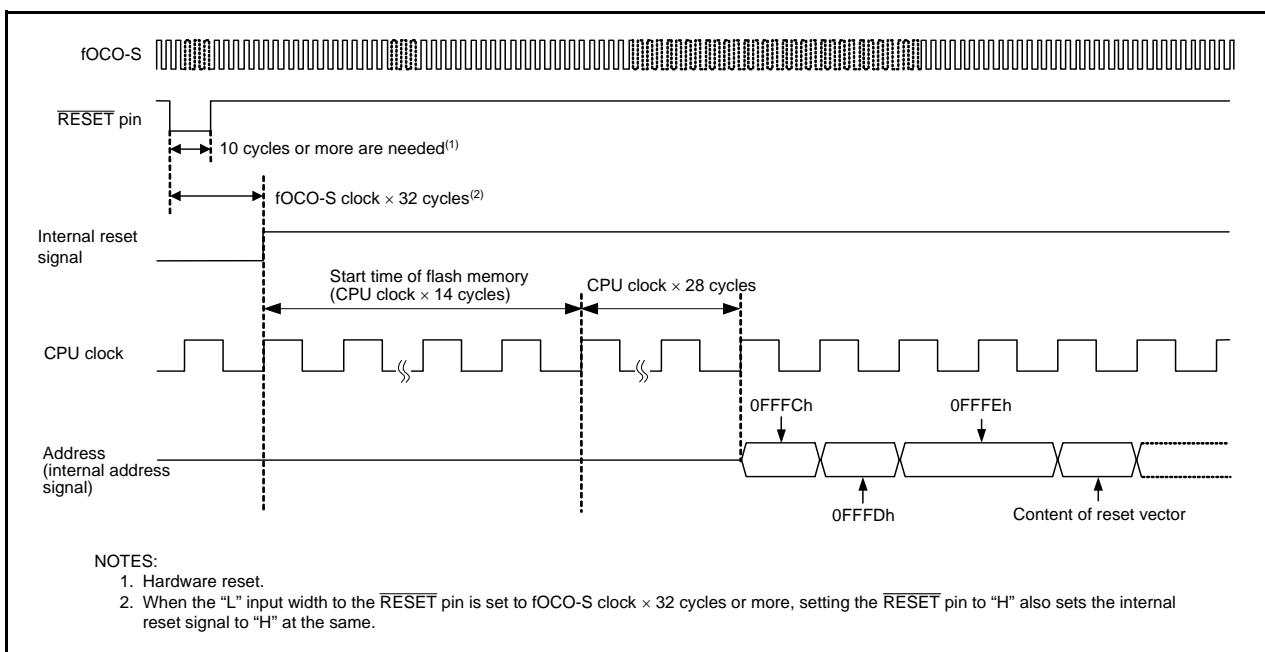 fOCO-S
RESET pin
10 cycles or more are needed(1)
fOCO-S clock × 32 cycles(2)
Internal reset
signal
Start time of flash memory
(CPU clock × 14 cycles)
CPU clock × 28 cycles
CPU clock
0FFFCh
0FFFEh
Address
(internal address
signal)
0FFFDh
Content of reset vector
NOTES:
1. Hardware reset.
2. When the “L” input width to the RESET pin is set to fOCO-S clock × 32 cycles or more, setting the RESET pin to “H” also sets the internal
reset signal to “H” at the same.